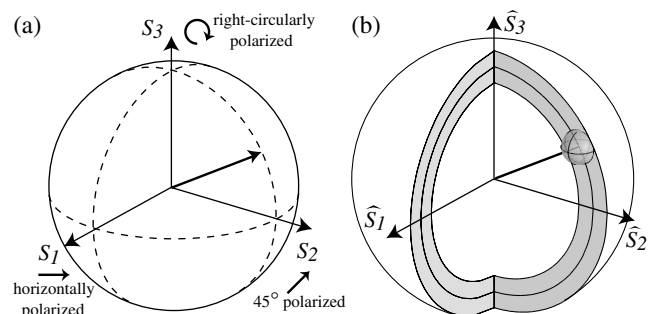 (a)
S3
right-circularly
polarized
S1
horizontally
polarized
S2
45° polarized
(b)
Ŝ3
Ŝ1
Ŝ2